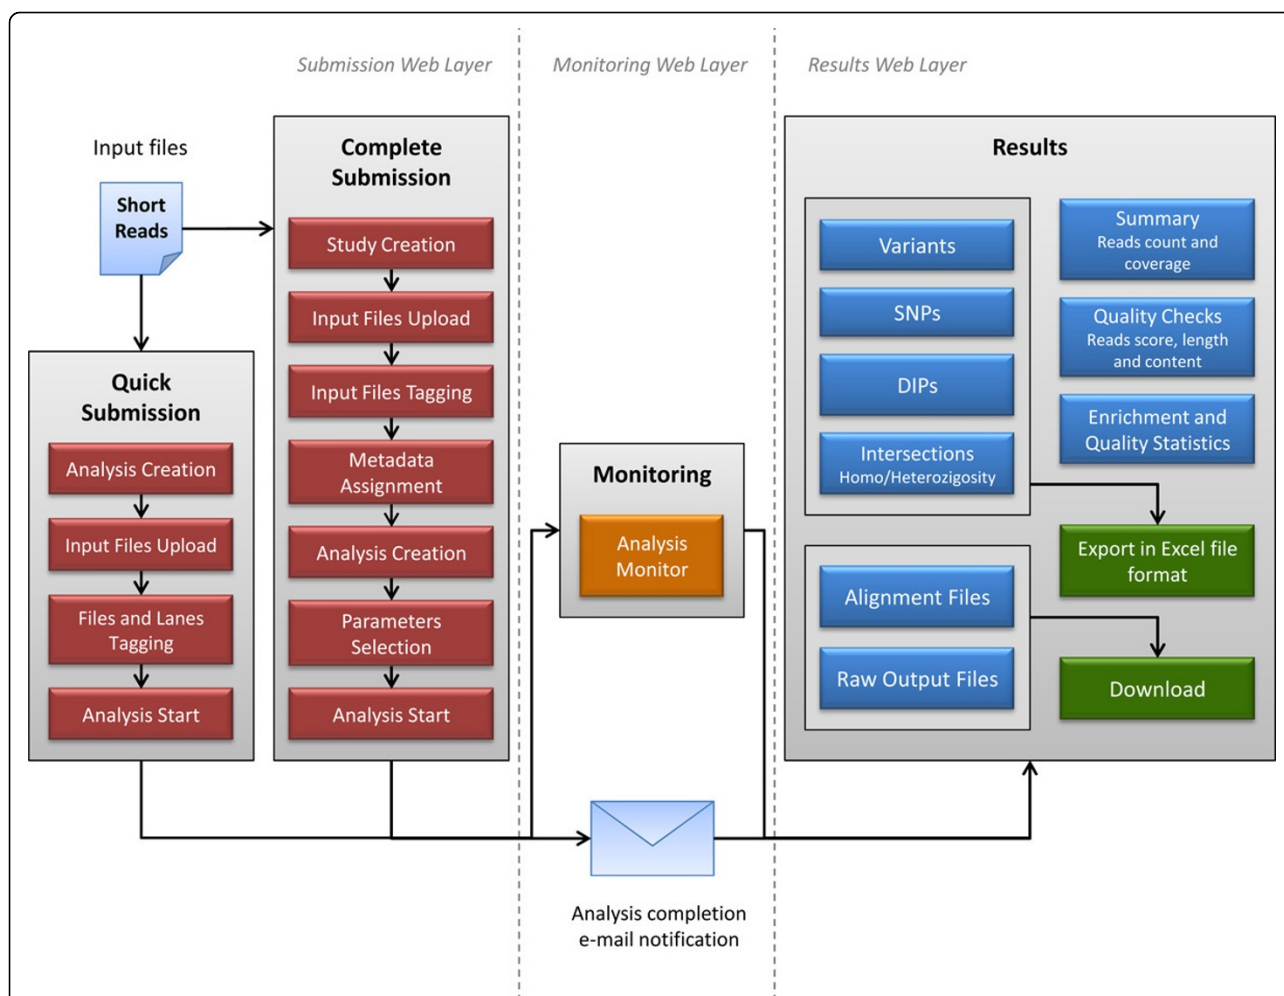 Submission Web Layer
Monitoring Web Layer
Results Web Layer
Input files
Short
Reads
Quick
Submission
Analysis Creation
Input Files Upload
Files and Lanes
Tagging
Analysis Start
Complete
Submission
Study Creation
Input Files Upload
Input Files Tagging
Metadada
Assignment
Analysis Creation
Parameters
Selection
Analysis Start
Monitoring
Analysis
Monitor
Analysis completion
e-mail notification
Results
Variants
SNPs
DIPs
Intersections
Homo/Heterozigosity
Alignment Files
Raw Output Files
Summary
Reads count and
coverage
Quality Checks
Reads score, length
and content
Enrichment and
Quality Statistics
Export in Excel file
format
Download